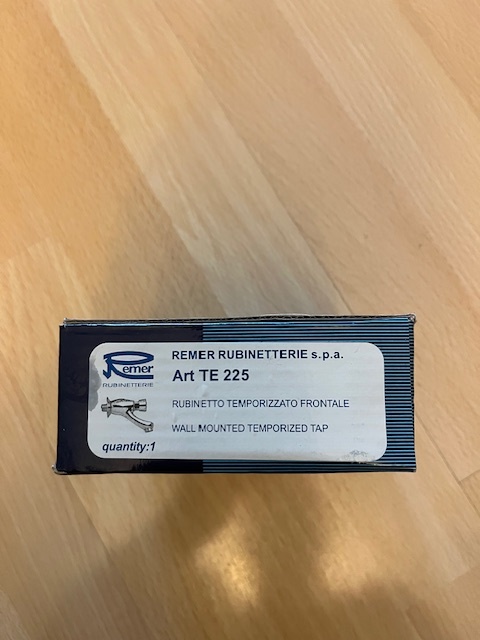 Remer
RUBINETTERIE
REMER RUBINETTERIE s.p.a.
Art TE 225
RUBINETTO TEMPORIZZATO FRONTALE
WALL MOUNTED TEMPORIZED TAP
quantity:1